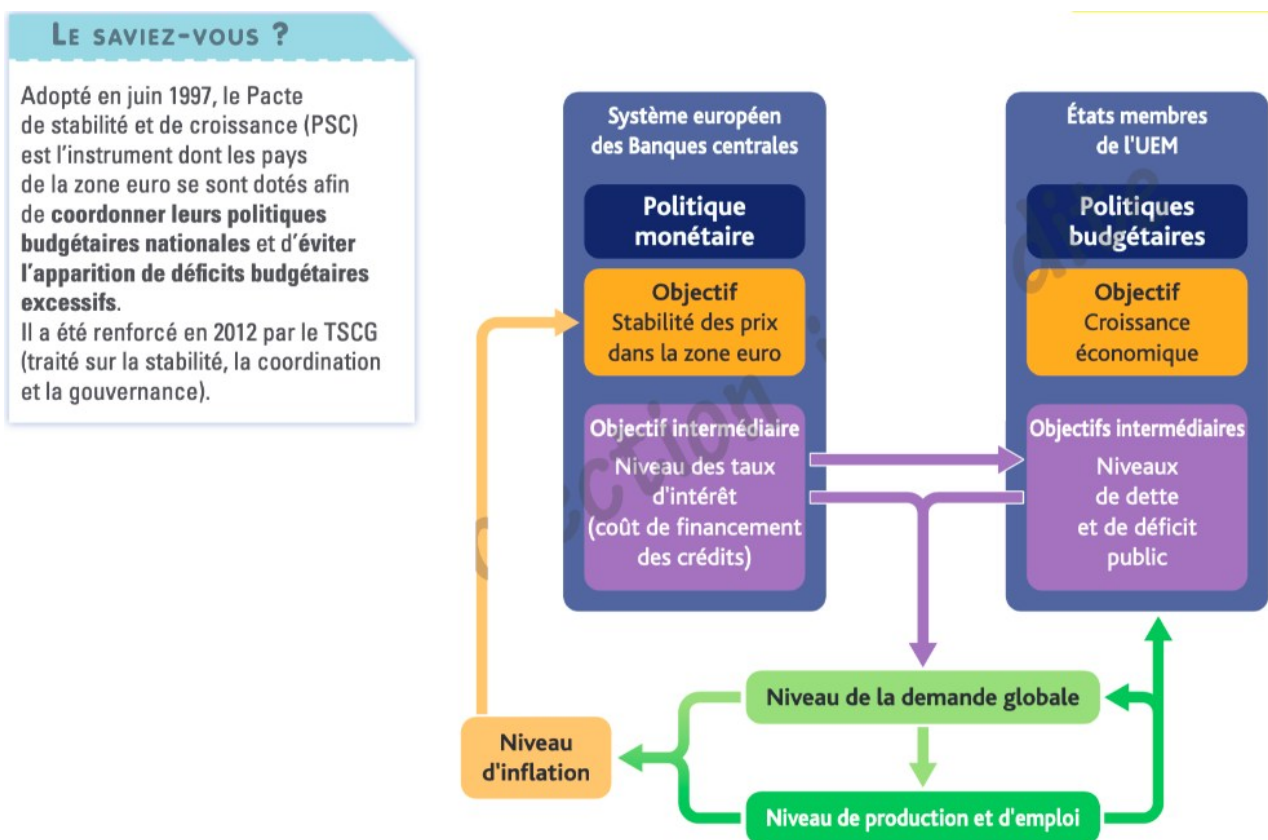 LE SAVIEZ-VOUS ?
Adopté en juin 1997, le Pacte
de stabilité et de croissance (PSC)
est l'instrument dont les pays
de la zone euro se sont dotés afin
de coordonner leurs politiques
budgétaires nationales et d'éviter
l'apparition de déficits budgétaires
excessifs.
Il a été renforcé en 2012 par le TSCG
(traité sur la stabilité, la coordination
et la gouvernance).
Système européen
des Banques centrales
Politique
monétaire
Objectif
Stabilité des prix
dans la zone euro
Objectif intermédiaire
Niveau des taux
d'intérêt
(coût de financement
des crédits)
États membres
de l'UEM
Politiques
budgétaires
Objectif
Croissance
économique
Objectifs intermédiaires
Niveaux
de dette
et de déficit
public
Niveau de la demande globale
Niveau
d'inflation
Niveau de production et d'emploi